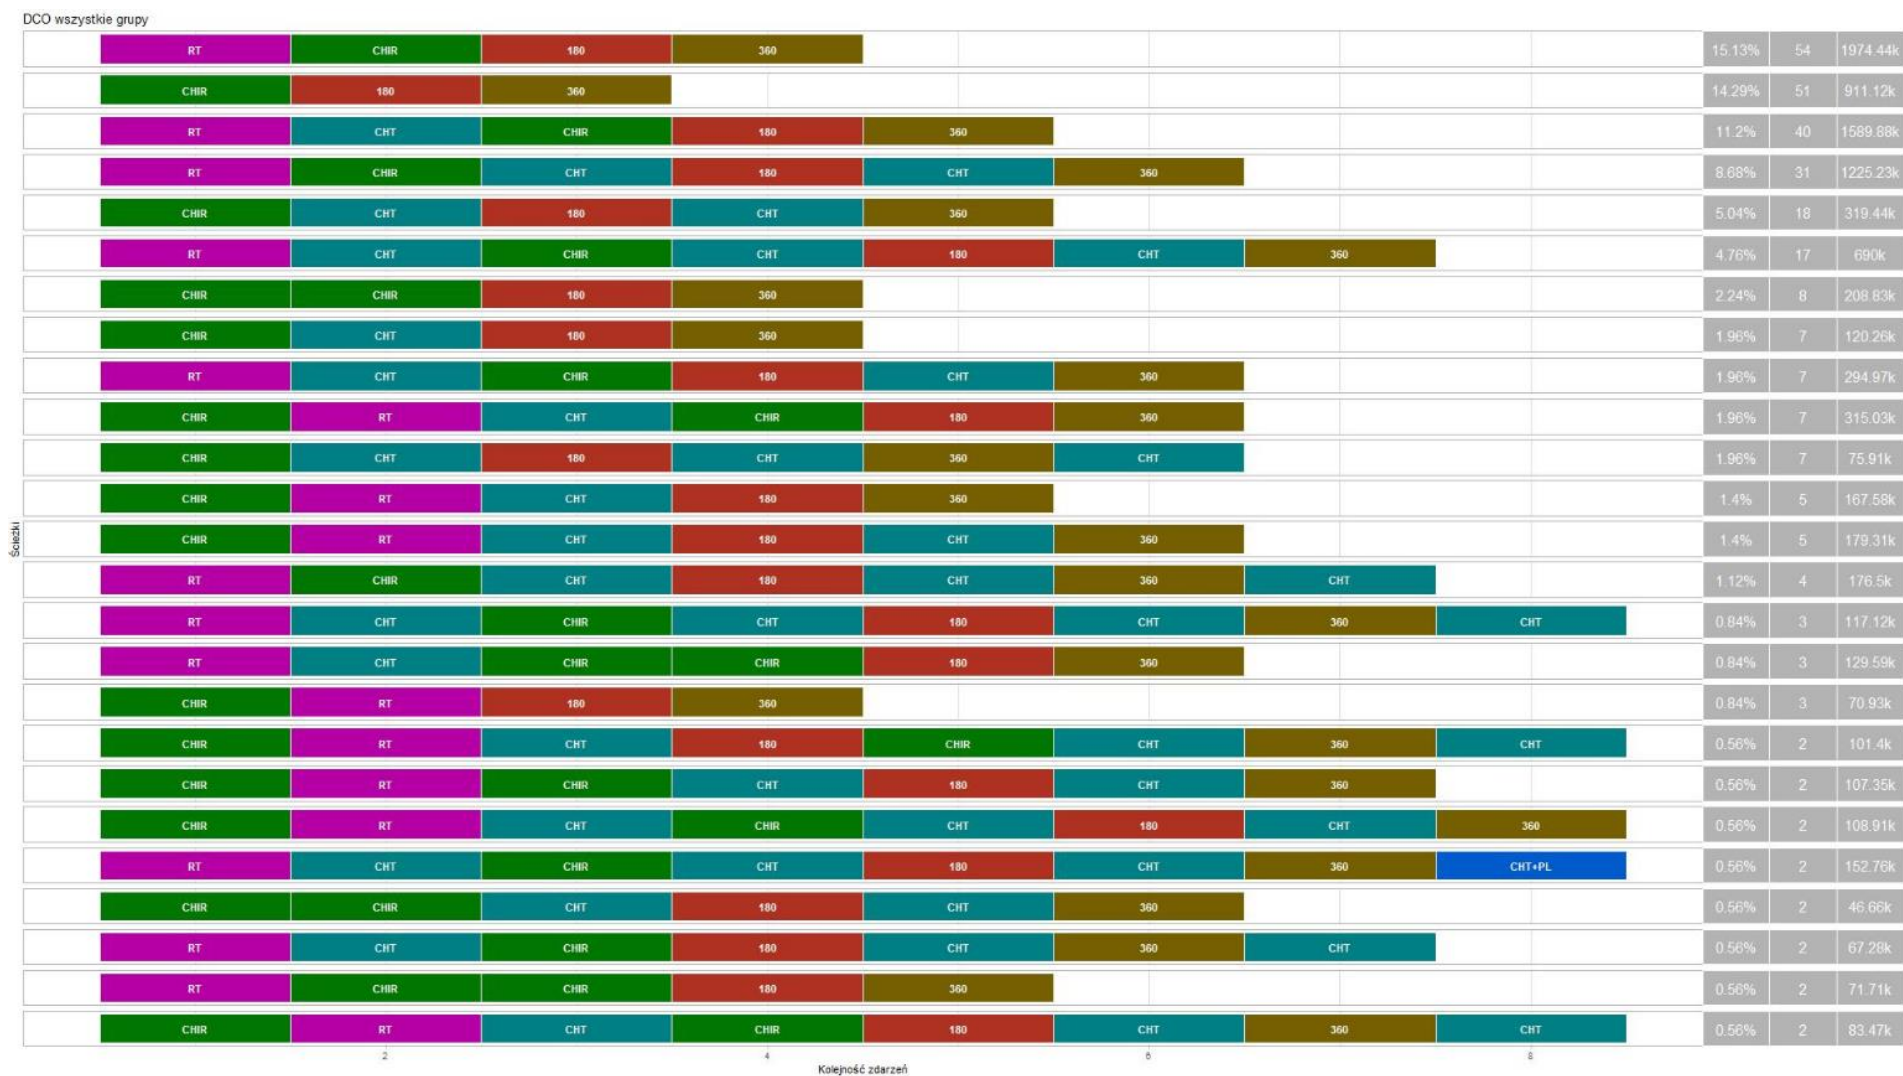 DCO wszystkie grupy
RT CHIR 180 360 15.13% 54 1974.44k
CHIR 180 360 14.29% 51 911.12k
RT CHT CHIR 180 360 11.2% 40 1589.88k
RT CHIR CHT 180 CHT 360 8.68% 31 1225.23k
CHIR CHT 180 CHT 360 5.04% 18 319.44k
RT CHT CHIR CHT 180 CHT 360 4.76% 17 690k
CHIR CHIR 180 360 2.24% 8 208.83k
CHIR CHT 180 360 1.96% 7 120.26k
RT CHT CHIR 180 CHT 360 1.96% 7 294.97k
CHIR RT CHT CHIR 180 360 1.96% 7 315.03k
CHIR CHT 180 CHT 360 CHT 1.96% 7 75.91k
CHIR RT CHT 180 360 1.4% 5 167.58k
CHIR RT CHT 180 CHT 360 1.4% 5 179.31k
RT CHIR CHT 180 CHT 360 CHT 1.12% 4 176.5k
RT CHT CHIR CHT 180 CHT 360 CHT 0.84% 3 117.12k
RT CHT CHIR CHIR 180 360 0.84% 3 129.59k
CHIR RT 180 360 0.84% 3 70.93k
CHIR RT CHT 180 CHIR CHT 360 CHT 0.56% 2 101.4k
CHIR RT CHIR CHT 180 CHT 360 0.56% 2 107.35k
CHIR RT CHT CHIR CHT 180 CHT 360 0.56% 2 108.91k
RT CHT CHIR CHT 180 CHT 360 CHT+PL 0.56% 2 152.76k
CHIR CHIR CHT 180 CHT 360 0.56% 2 46.66k
RT CHT CHIR 180 CHT 360 CHT 0.56% 2 67.28k
RT CHIR CHIR 180 360 0.56% 2 71.71k
CHIR RT CHT CHIR 180 CHT 360 CHT 0.56% 2 83.47k
Ścieżki
2 4 6 8
Kolejność zdarzeń